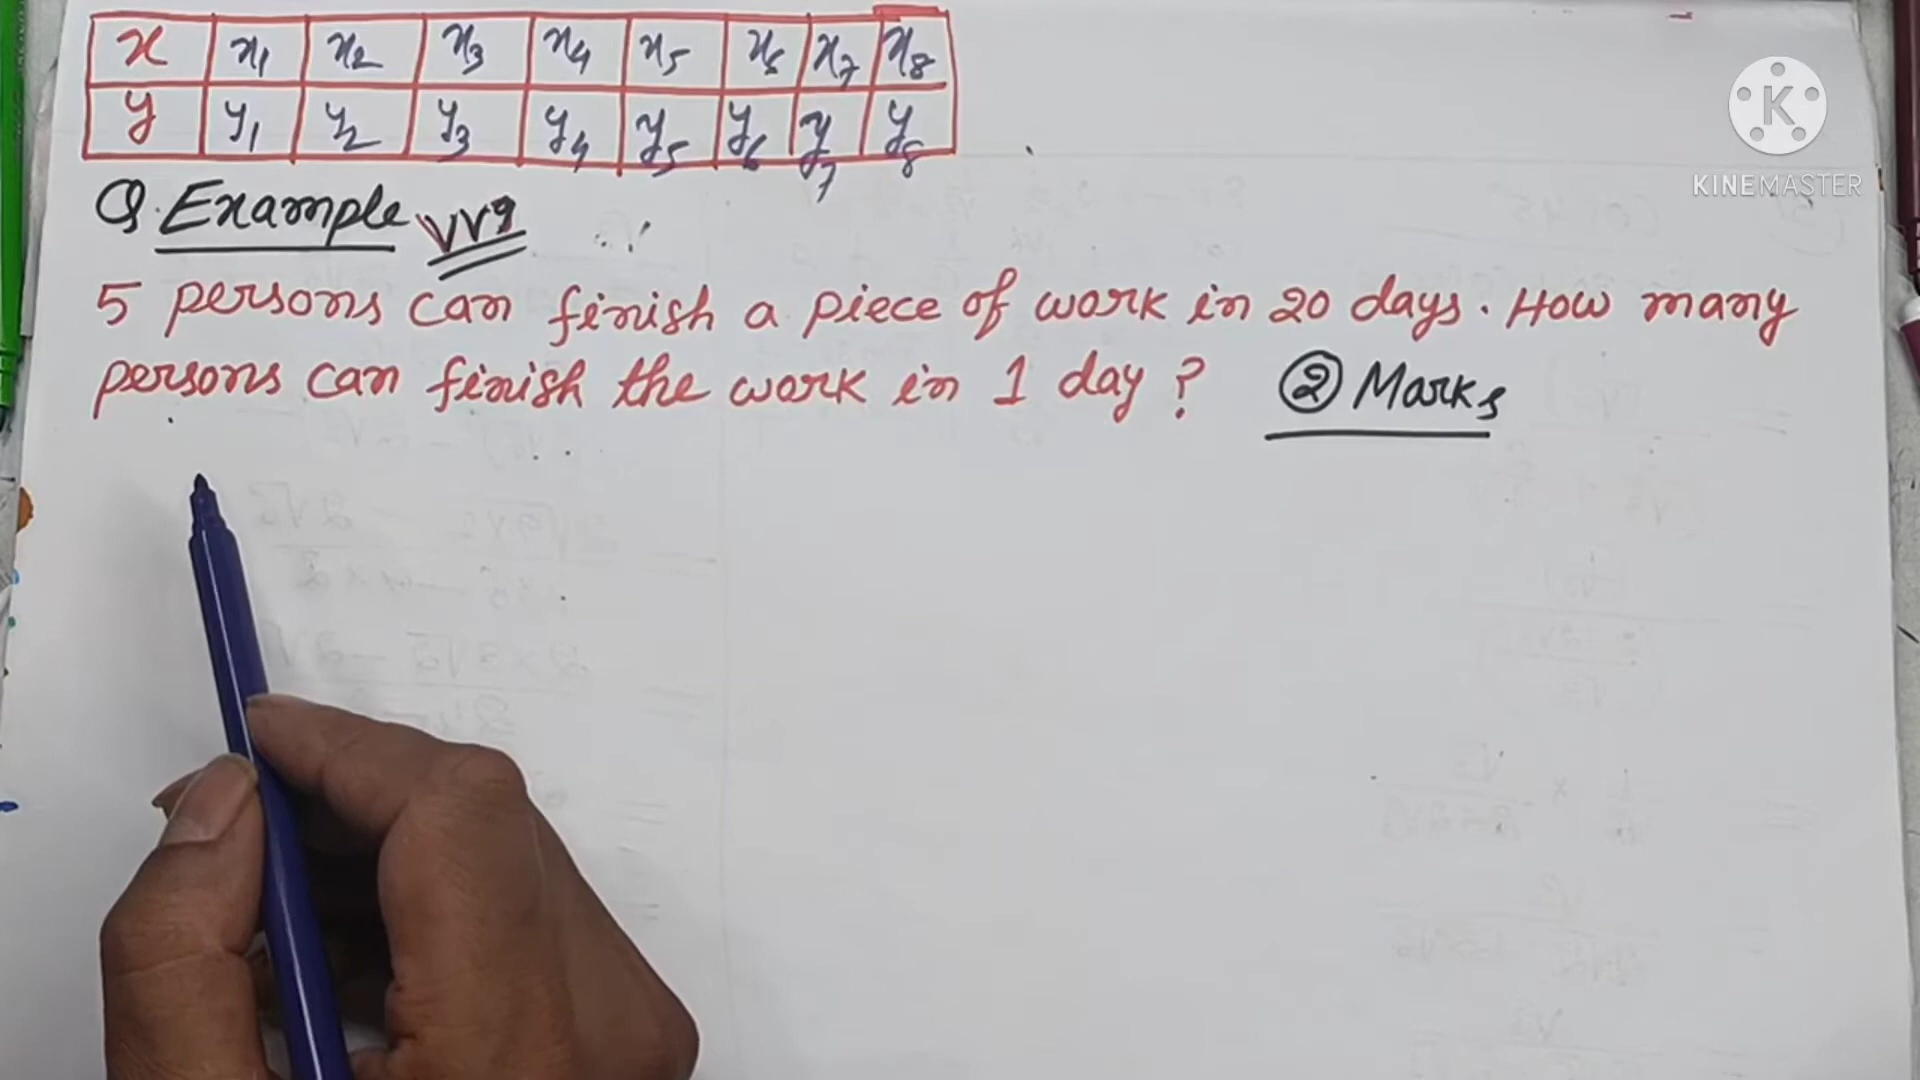 x x1 x2 x3 x4 x5 x6 x7 x8
y y1 y2 y3 y4 y5 y6 y7 y8
KINEMASTER
Q. Example VVI
5 persons can finish a piece of work in 20 days. How many
persons can finish the work in 1 day? ② Marks